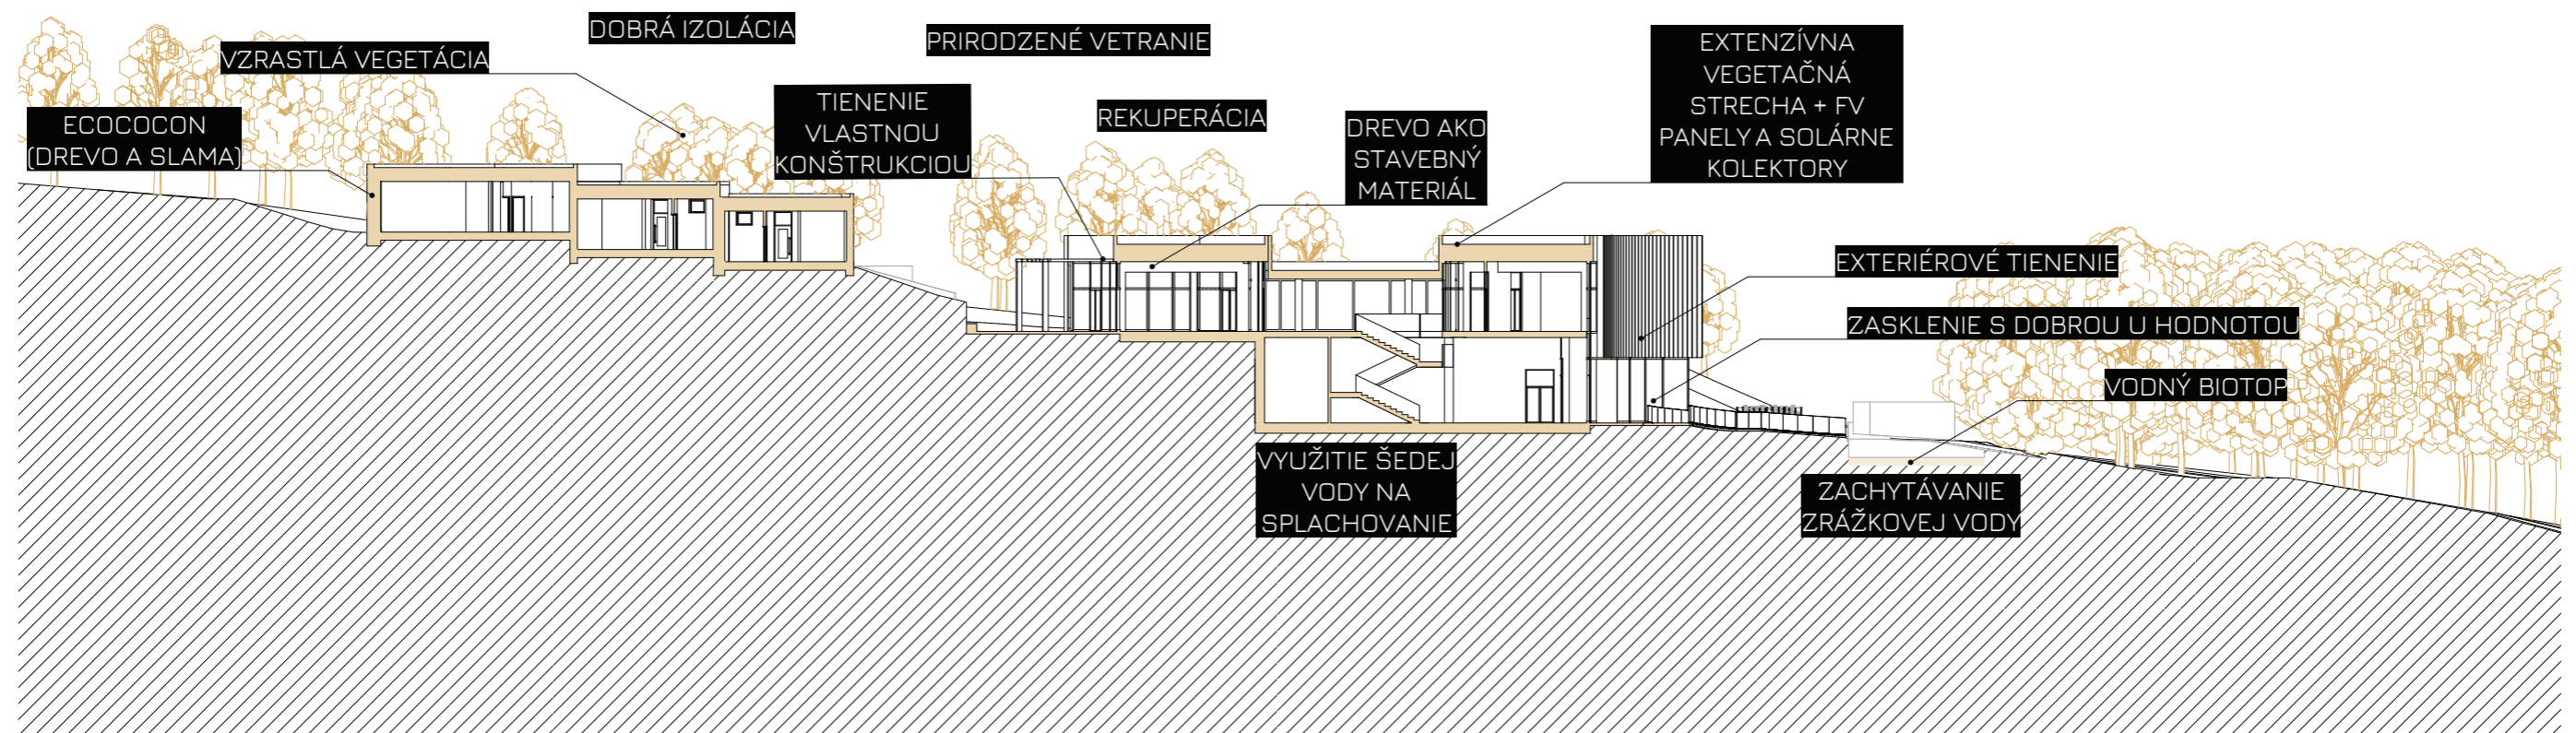 DOBRÁ IZOLÁCIA
VZRASTLÁ VEGETÁCIA
ECOCOCON
(DREVO A SLAMA)
PRIRODZENÉ VETRANIE
TIENENIE
VLASTNOU
KONŠTRUKCIOU
REKUPERÁCIA
DREVO AKO
STAVEBNÝ
MATERIÁL
EXTENZÍVNA
VEGETAČNÁ
STRECHA + FV
PANELY A SOLÁRNE
KOLEKTORY
EXTERIÉROVÉ TIENENIE
ZASKLENIE S DOBROU U HODNOTOU
VODNÝ BIOTOP
VYUŽITIE ŠEDEJ
VODY NA
SPLACHOVANIE
ZACHYTÁVANIE
ZRÁŽKOVEJ VODY